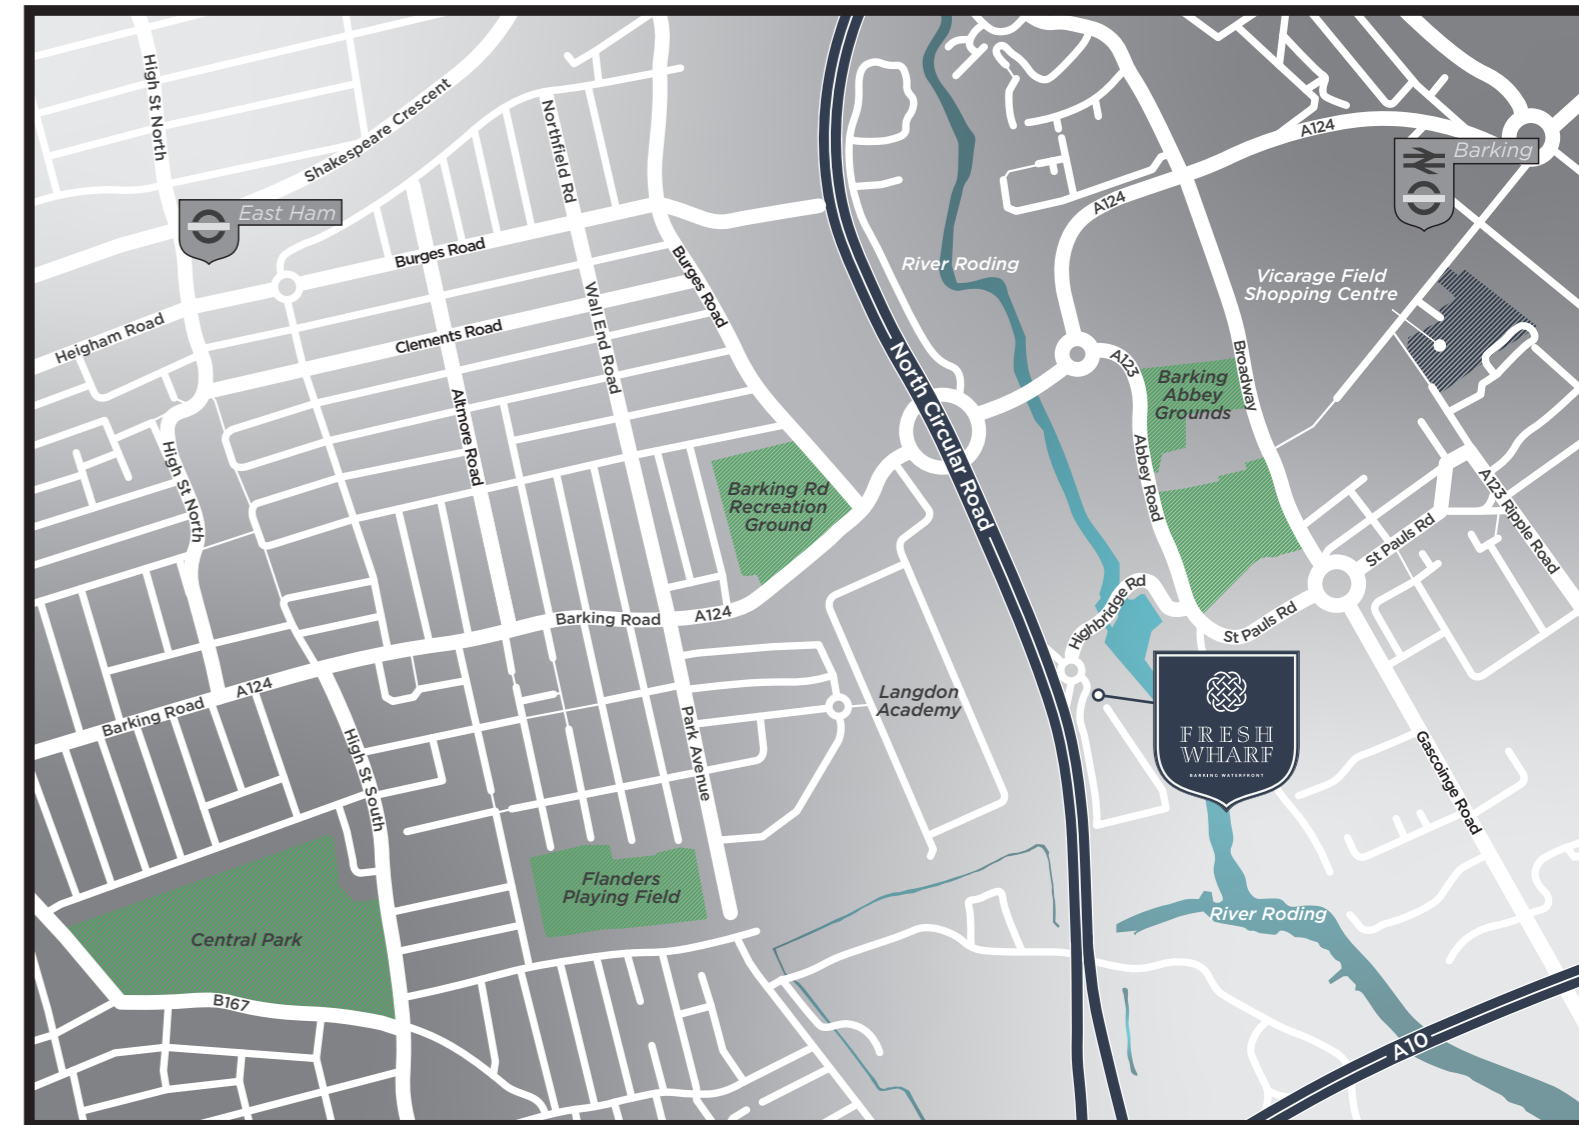 High St North
Shakespeare Crescent
Northfield Rd
East Ham
Burges Road
Heigham Road
Clements Road
Wall End Road
Burges Road
Altmore Road
High St North
Barking Rd
Recreation
Ground
Barking Road
A124
Barking Road
A124
High St South
Park Avenue
Langdon
Academy
Flanders
Playing Field
Central Park
B167
North Circular Road
River Roding
A124
A124
Barking
Vicarage Field
Shopping Centre
A123
Barking
Abbey
Grounds
Broadway
Abbey Road
A123 Ripple Road
St Pauls Rd
Highbridge Rd
St Pauls Rd
FRESH
WHARF
BARKING WATERFRONT
Gascoinge Road
River Roding
A10